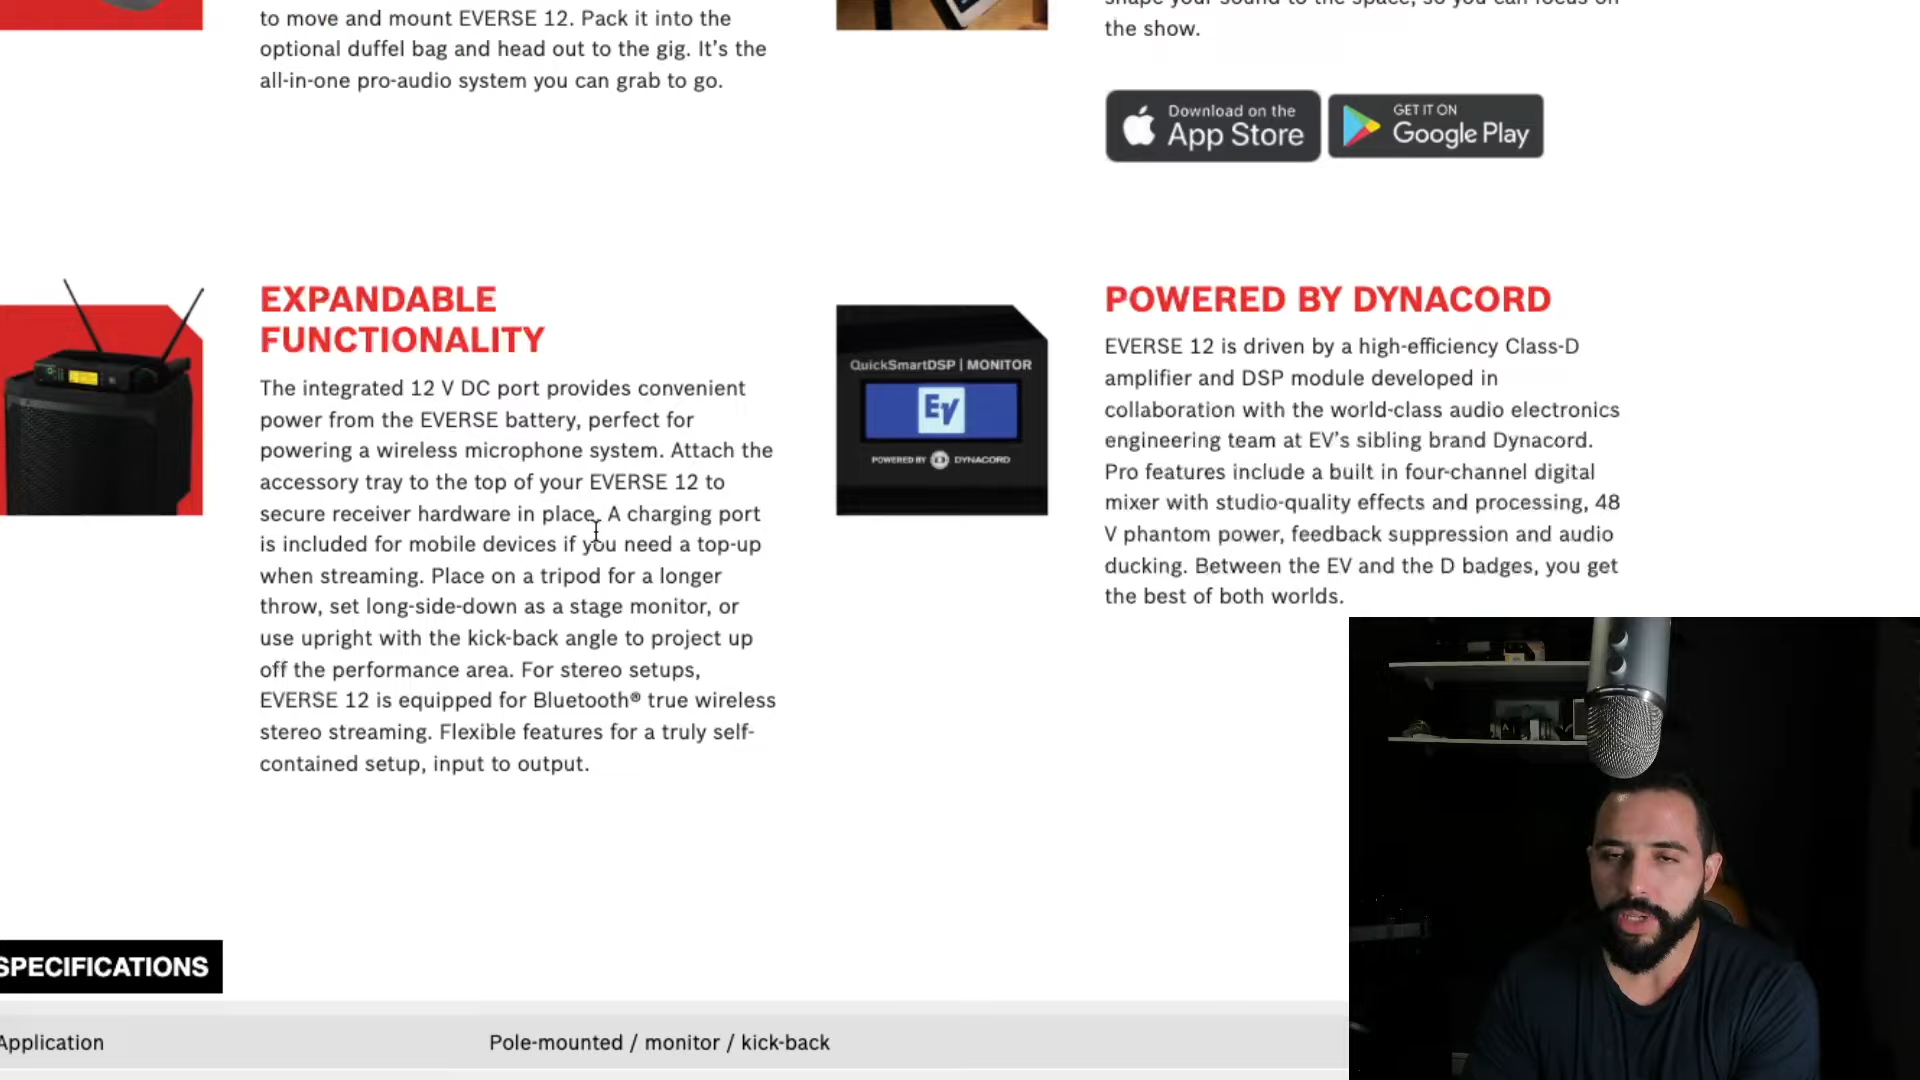 to move and mount EVERSE 12. Pack it into the
optional duffel bag and head out to the gig. It’s the
all-in-one pro-audio system you can grab to go.
the show.
Download on the
App Store
GET IT ON
Google Play
EXPANDABLE
FUNCTIONALITY
The integrated 12 V DC port provides convenient
power from the EVERSE battery, perfect for
powering a wireless microphone system. Attach the
accessory tray to the top of your EVERSE 12 to
secure receiver hardware in place. A charging port
is included for mobile devices if you need a top-up
when streaming. Place on a tripod for a longer
throw, set long-side-down as a stage monitor, or
use upright with the kick-back angle to project up
off the performance area. For stereo setups,
EVERSE 12 is equipped for Bluetooth® true wireless
stereo streaming. Flexible features for a truly self-
contained setup, input to output.
QuickSmartDSP | MONITOR
EV
POWERED BY DYNACORD
POWERED BY DYNACORD
EVERSE 12 is driven by a high-efficiency Class-D
amplifier and DSP module developed in
collaboration with the world-class audio electronics
engineering team at EV’s sibling brand Dynacord.
Pro features include a built in four-channel digital
mixer with studio-quality effects and processing, 48
V phantom power, feedback suppression and audio
ducking. Between the EV and the D badges, you get
the best of both worlds.
SPECIFICATIONS
Application
Pole-mounted / monitor / kick-back